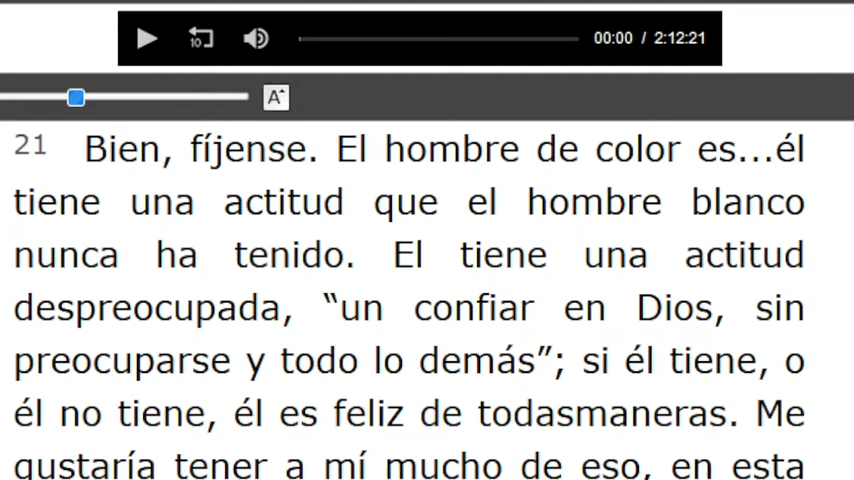 10 00:00 / 2:12:21
A
21 Bien, fíjense. El hombre de color es...él
tiene una actitud que el hombre blanco
nunca ha tenido. El tiene una actitud
despreocupada, “un confiar en Dios, sin
preocuparse y todo lo demás”; si él tiene, o
él no tiene, él es feliz de todasmaneras. Me
gustaría tener a mí mucho de eso, en esta